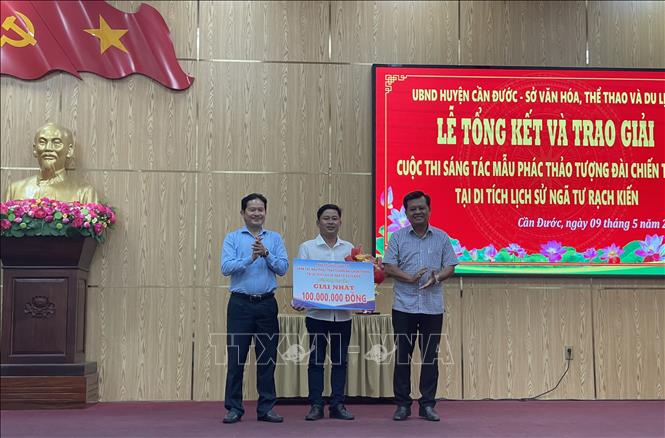 UBND HUYỆN CẦN ĐƯỚC - SỞ VĂN HÓA, THỂ THAO VÀ DU LỊ
LỄ TỔNG KẾT VÀ TRAO GIẢI
CUỘC THI SÁNG TÁC MẪU PHÁC THẢO TƯỢNG ĐÀI CHIẾN T
TẠI DI TÍCH LỊCH SỬ NGÃ TƯ RẠCH KIẾN
Cần Đước, ngày 09 tháng 5 năm 2
GIẢI NHẤT
100.000.000 ĐỒNG
TTXVN - VNA